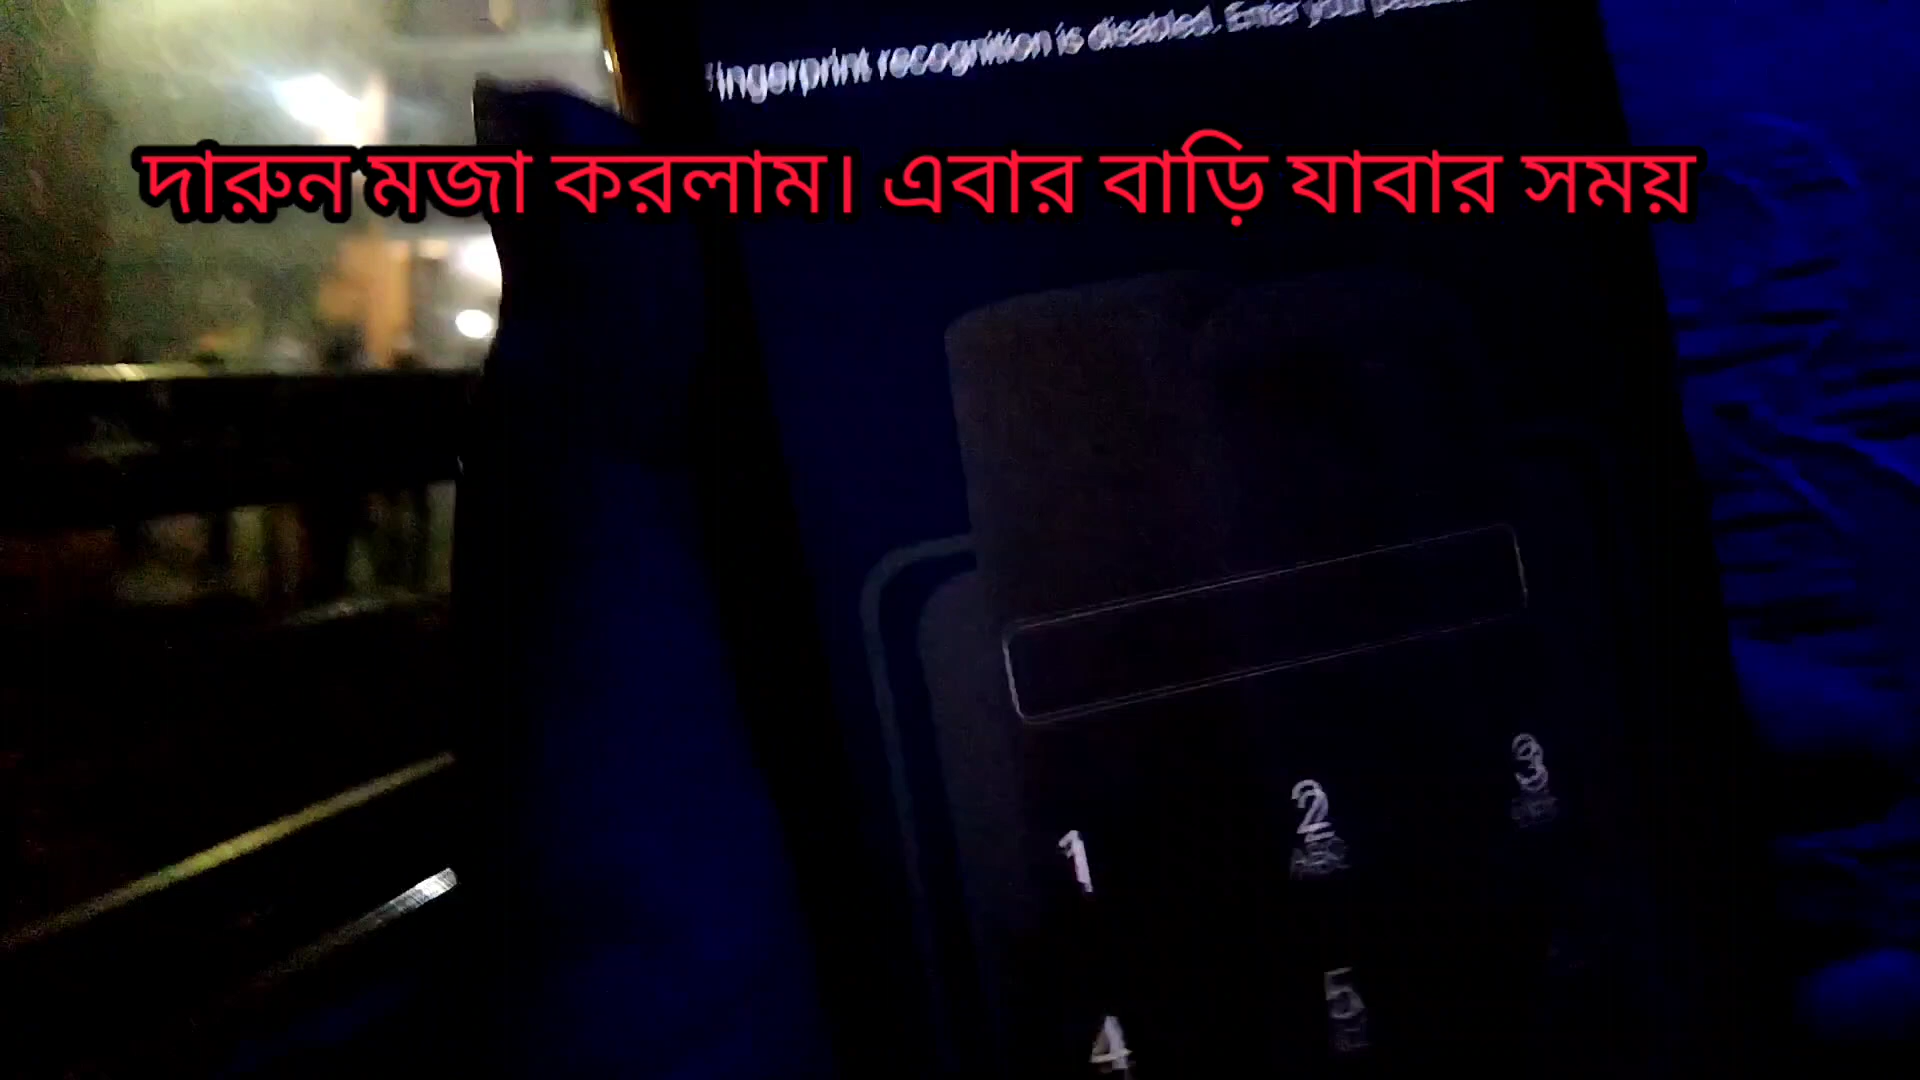 Fingerprint recognition is disabled. Enter your
দারুন মজা করলাম। এবার বাড়ি যাবার সময়
1 2 3
ABC
4 5